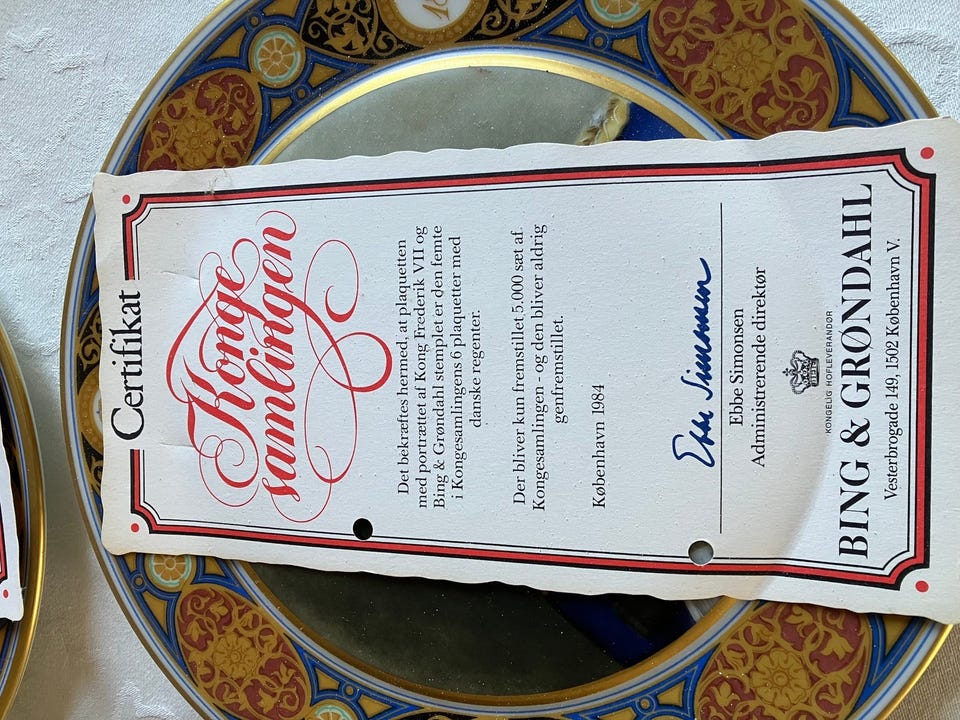 Certifikat
Konge
samlingen
Det bekræftes hermed, at plaquetten
med portrættet af Kong Frederik VII og
Bing & Grøndahl stemplet er den femte
i Kongesamlingens 6 plaquetter med
danske regenter.
Der bliver kun fremstillet 5.000 sæt af
Kongesamlingen - og den bliver aldrig
genfremstillet.
København 1984
Ebbe Simonsen
Ebbe Simonsen
Administrerende direktør
KONGELIG HOFLEVERANDØR
BING & GRØNDAHL
Vesterbrogade 149, 1502 København V.